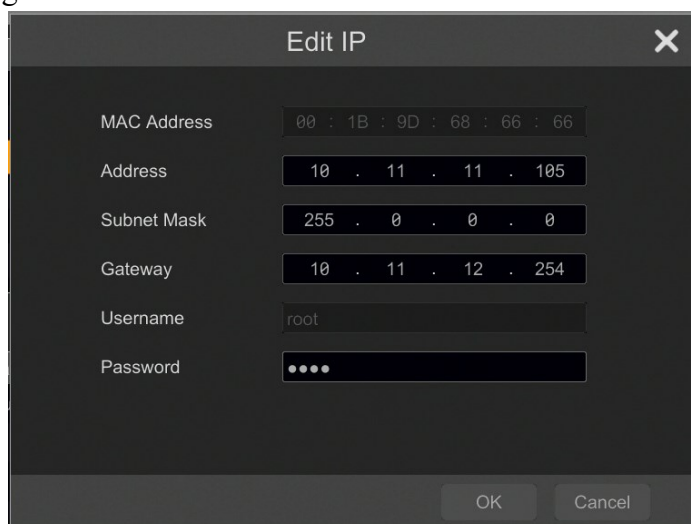 Edit IP
MAC Address 00 : 1B : 9D : 68 : 66 : 66
Address 10 . 11 . 11 . 105
Subnet Mask 255 . 0 . 0 . 0
Gateway 10 . 11 . 12 . 254
Username root
Password ••••
OK Cancel